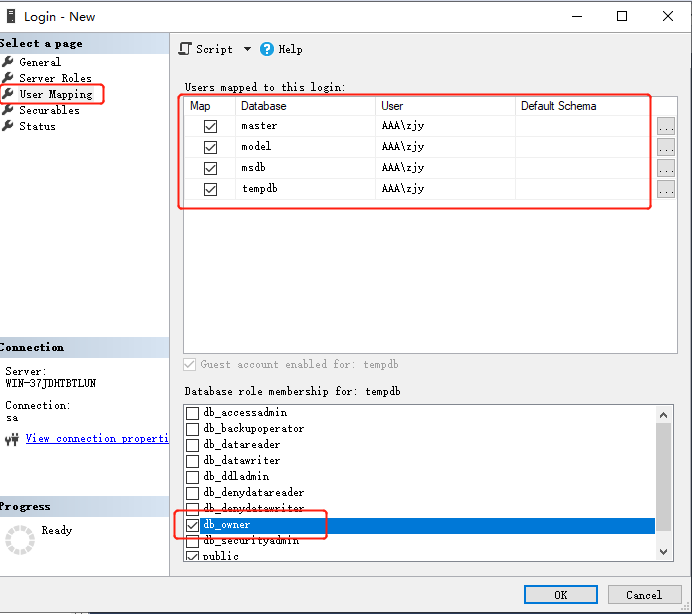 Login - New
Select a page
General
Server Roles
User Mapping
Securables
Status
Script
Help
Users mapped to this login:
Map Database User Default Schema
master AAA\zjy ...
model AAA\zjy ...
msdb AAA\zjy ...
tempdb AAA\zjy ...
Guest account enabled for: tempdb
Database role membership for: tempdb
db_accessadmin
db_backupoperator
db_datareader
db_datawriter
db_ddladmin
db_denydatareader
db_denydatawriter
db_owner
db_securityadmin
public
Connection
Server:
WIN-37JDHTBTLUN
Connection:
sa
View connection properti
Progress
Ready
OK Cancel